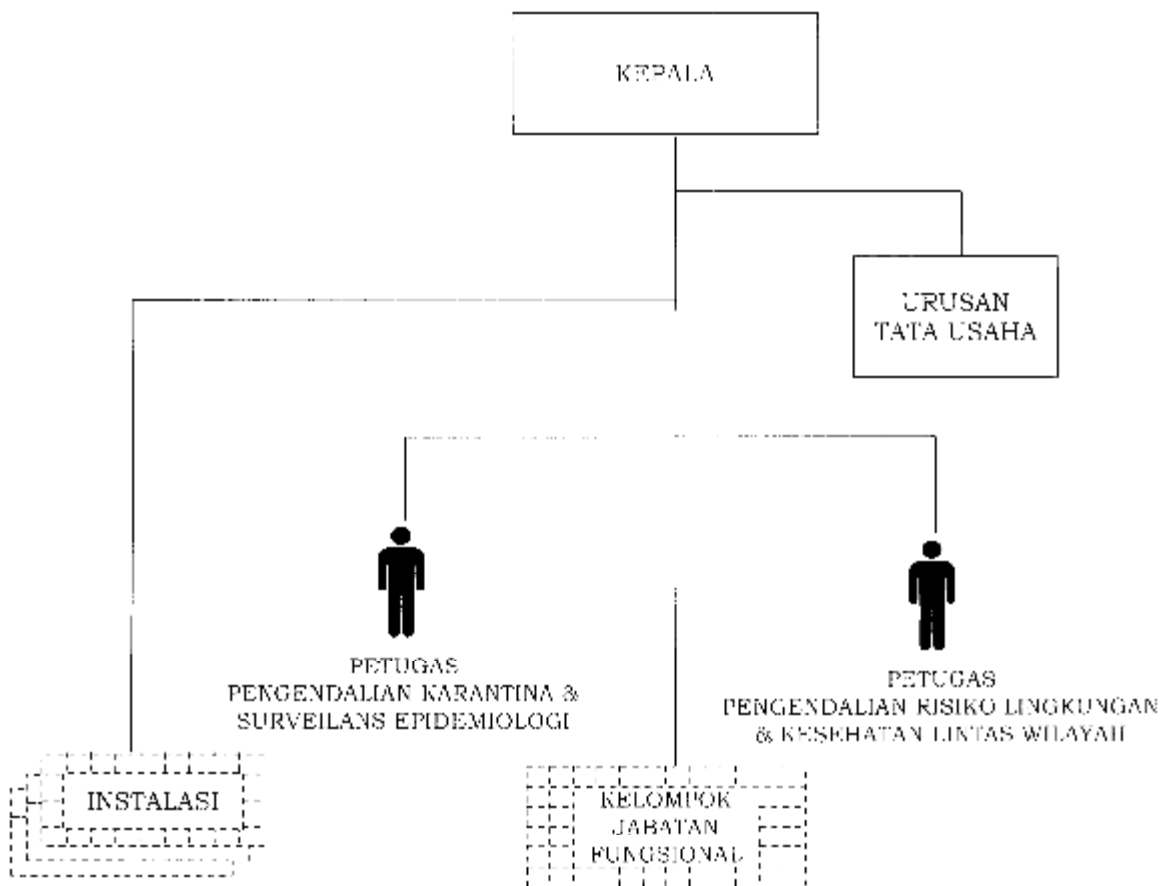 KEPALA
URUSAN
TATA USAHA
PETUGAS
PENGENDALIAN KARANTINA &
SURVEILANS EPIDEMIOLOGI
PETUGAS
PENGENDALIAN RISIKO LINGKUNGAN
& KESEHATAN LINTAS WILAYAH
INSTALASI
KELOMPOK
JABATAN
FUNGSIONAL